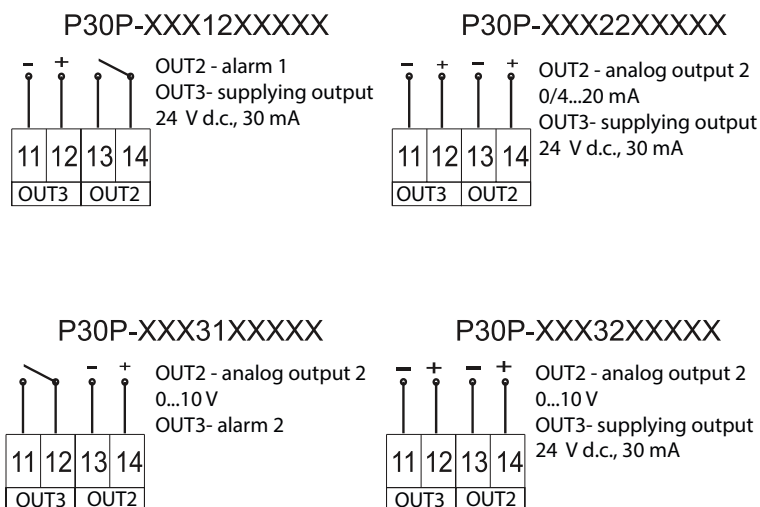 P30P-XXX12XXXXX
- +
OUT2 - alarm 1
OUT3- supplying output
24 V d.c., 30 mA
11 12 13 14
OUT3 OUT2
P30P-XXX22XXXXX
- + - +
OUT2 - analog output 2
0/4...20 mA
OUT3- supplying output
24 V d.c., 30 mA
11 12 13 14
OUT3 OUT2
P30P-XXX31XXXXX
- +
OUT2 - analog output 2
0...10 V
OUT3- alarm 2
11 12 13 14
OUT3 OUT2
P30P-XXX32XXXXX
- + - +
OUT2 - analog output 2
0...10 V
OUT3- supplying output
24 V d.c., 30 mA
11 12 13 14
OUT3 OUT2